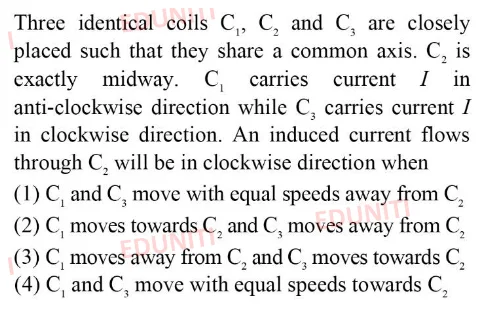 Three identical coils C₁, C₂ and C₃ are closely
placed such that they share a common axis. C₂ is
exactly midway. C₁ carries current I in
anti-clockwise direction while C₃ carries current I
in clockwise direction. An induced current flows
through C₂ will be in clockwise direction when
(1) C₁ and C₃ move with equal speeds away from C₂
(2) C₁ moves towards C₂ and C₃ moves away from C₂
(3) C₁ moves away from C₂ and C₃ moves towards C₂
(4) C₁ and C₃ move with equal speeds towards C₂
EDUNITI
EDUNITI
EDUNITI